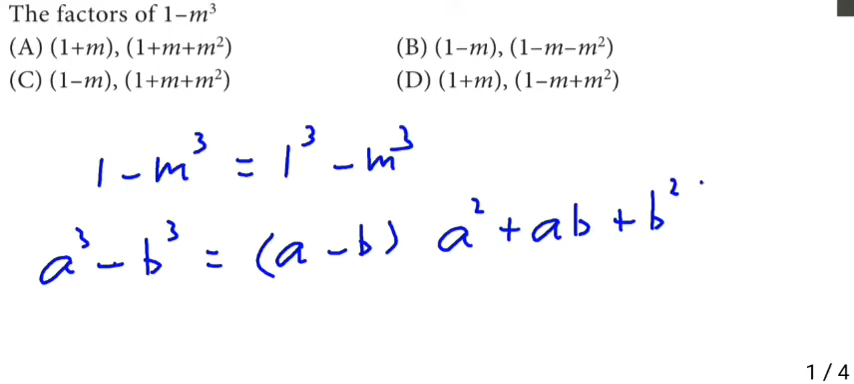 The factors of 1–m³
(A) (1+m), (1+m+m²) (B) (1–m), (1–m–m²)
(C) (1–m), (1+m+m²) (D) (1+m), (1–m+m²)
1 – m³ = 1³ – m³
a³ – b³ = (a – b) a² + ab + b² .
1 / 4